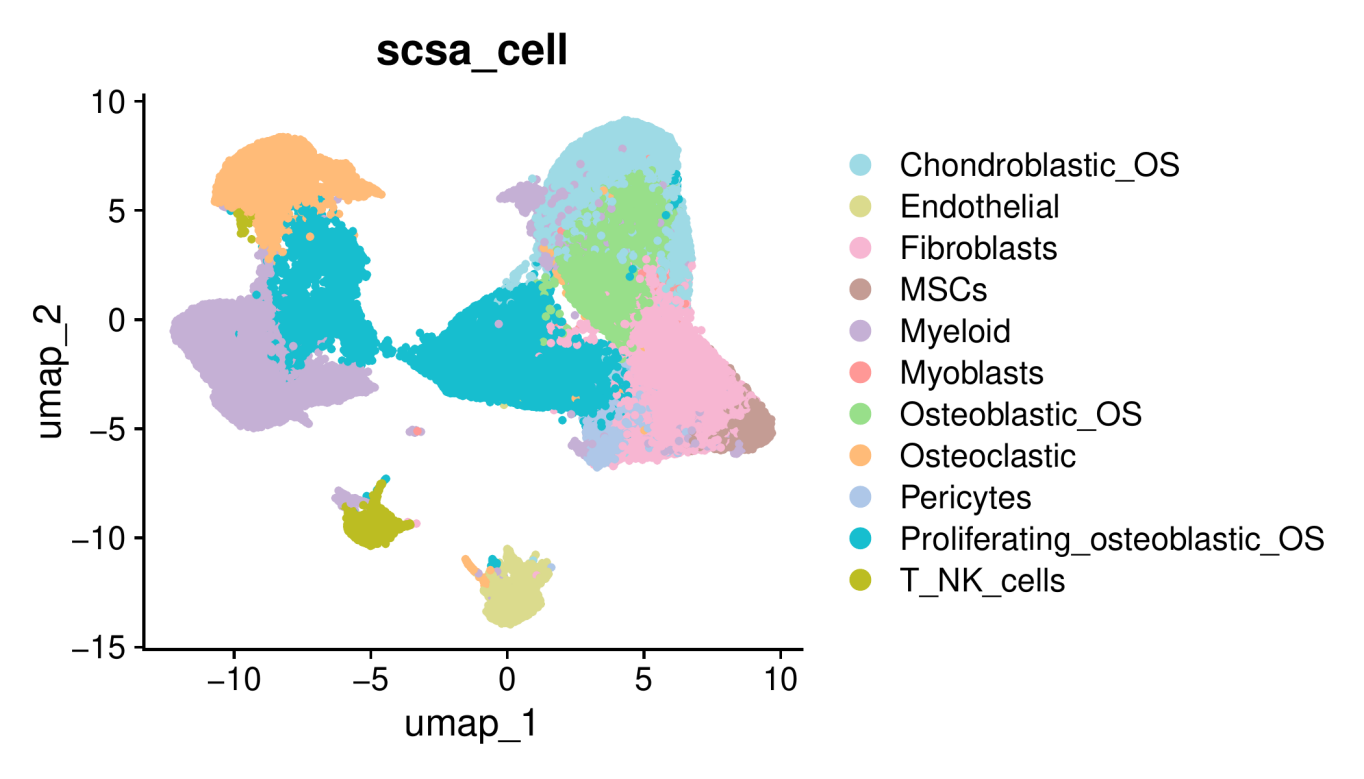 scsa_cell
10
5
0
−5
−10
−15
umap_2
−10
−5
0
5
10
umap_1
Chondroblastic_OS
Endothelial
Fibroblasts
MSCs
Myeloid
Myoblasts
Osteoblastic_OS
Osteoclastic
Pericytes
Proliferating_osteoblastic_OS
T_NK_cells